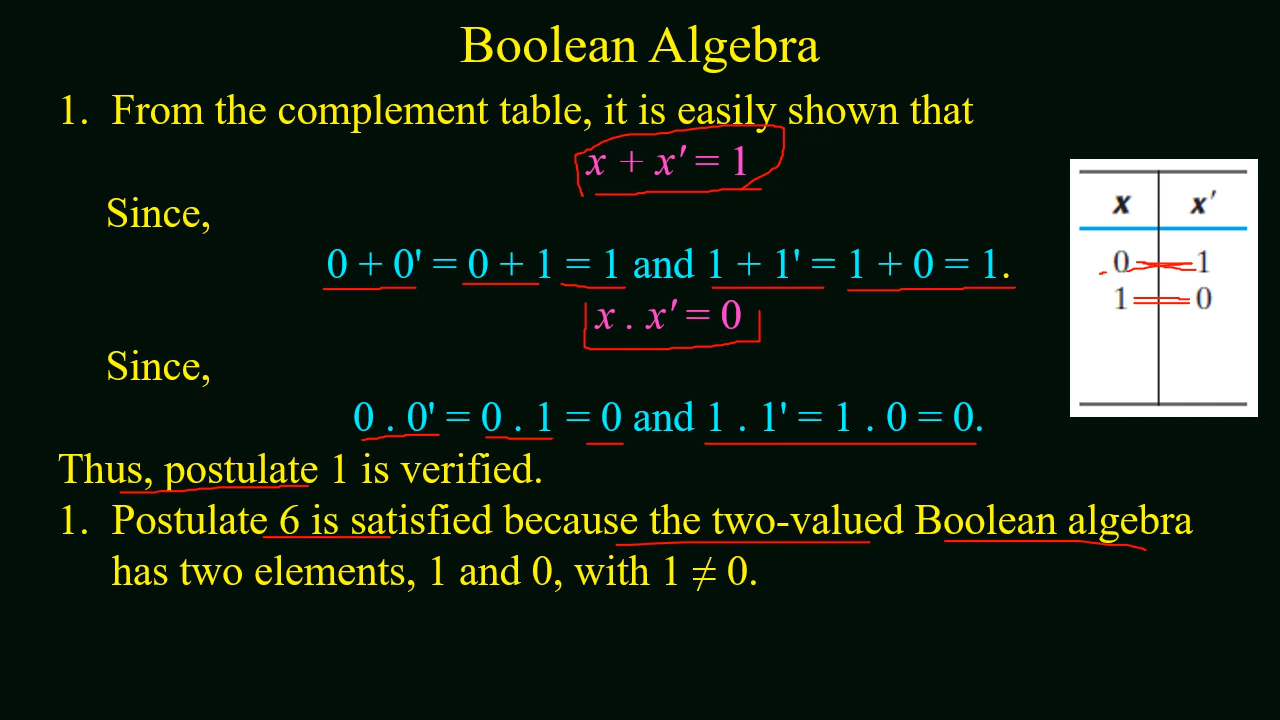 Boolean Algebra
1. From the complement table, it is easily shown that
x + x′ = 1
Since,
0 + 0' = 0 + 1 = 1 and 1 + 1' = 1 + 0 = 1.
x . x′ = 0
Since,
0 . 0' = 0 . 1 = 0 and 1 . 1' = 1 . 0 = 0.
Thus, postulate 1 is verified.
1. Postulate 6 is satisfied because the two-valued Boolean algebra
has two elements, 1 and 0, with 1 ≠ 0.
x x′
0 1
1 0